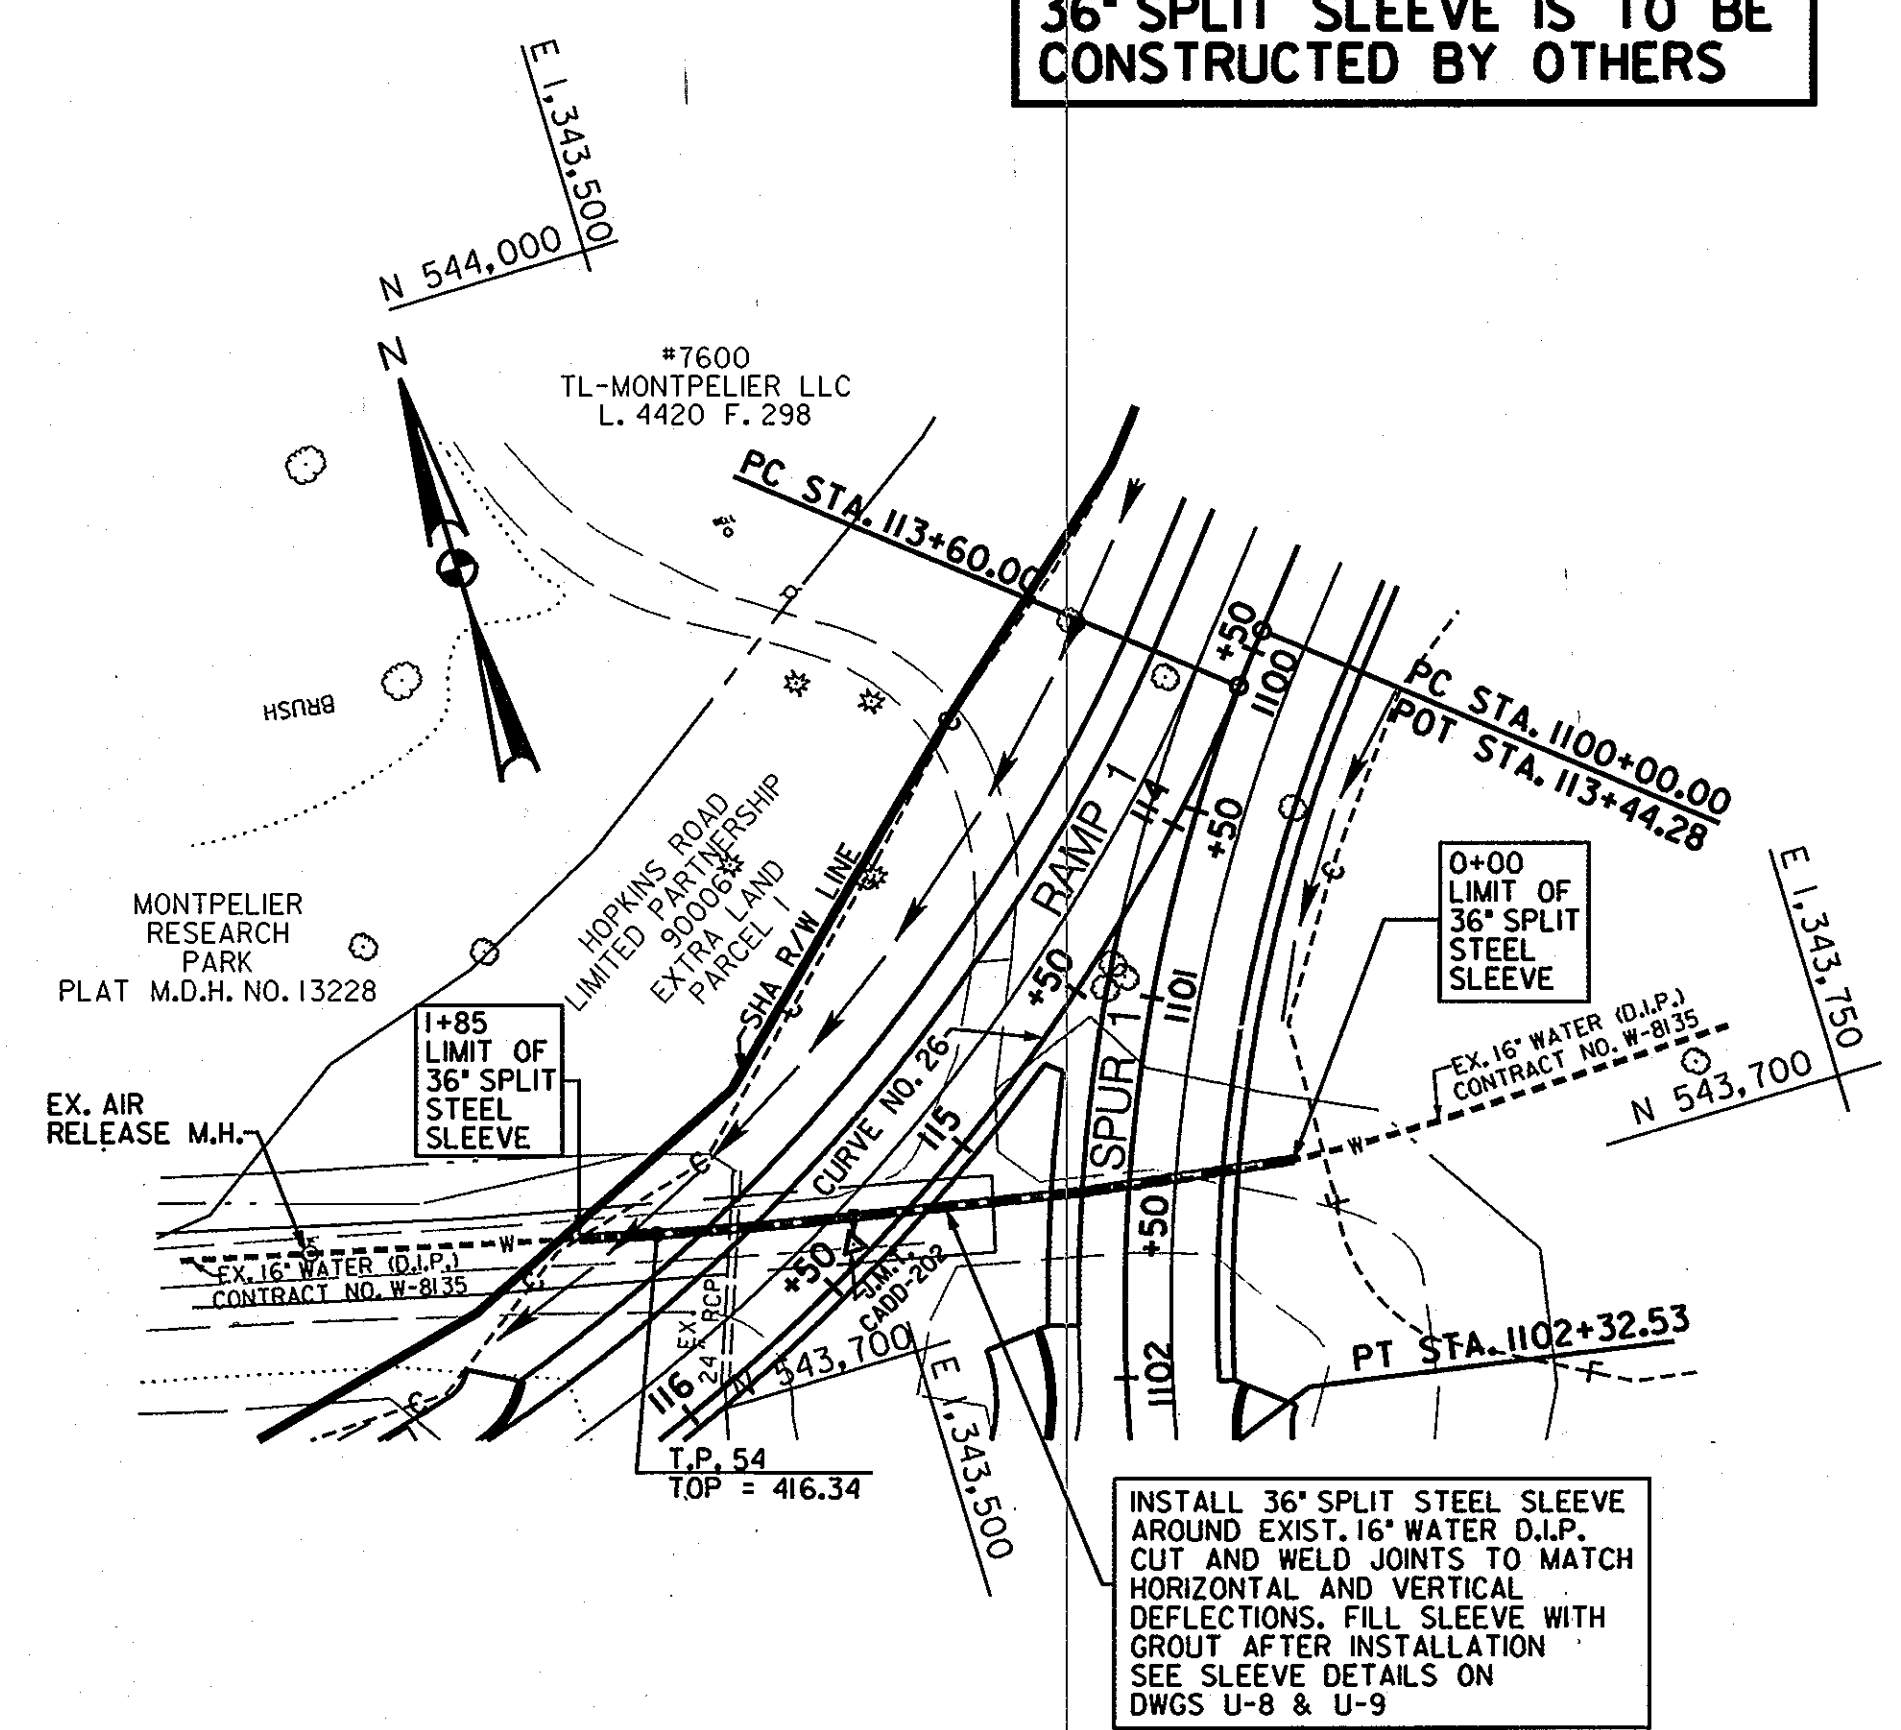 36" SPLIT SLEEVE IS TO BE
CONSTRUCTED BY OTHERS
E 1,343,500
N 544,000
N
#7600
TL-MONTPELIER LLC
L. 4420 F. 298
PC STA. 113+60.00
+50
1100
PC STA. 1100+00.00
POT STA. 113+44.28
BRUSH
HOPKINS ROAD
LIMITED PARTNERSHIP
90006
EXTRA LAND
PARCEL 1
SHA R/W LINE
RAMP 1
114
+50
0+00
LIMIT OF
36" SPLIT
STEEL
SLEEVE
E 1,343,750
N 543,700
MONTPELIER
RESEARCH
PARK
PLAT M.D.H. NO. 13228
+50
1101
SPUR 1
CURVE NO. 26
115
EX. 16" WATER (D.I.P.)
CONTRACT NO. W-8135
W
1+85
LIMIT OF
36" SPLIT
STEEL
SLEEVE
EX. AIR
RELEASE M.H.
W
EX. 16" WATER (D.I.P.)
CONTRACT NO. W-8135
EX.
24" RCP
+50
J.M.T.
CADD-202
+50
1102
116
N 543,700
E 1,343,500
PT STA. 1102+32.53
T.P. 54
TOP = 416.34
INSTALL 36" SPLIT STEEL SLEEVE
AROUND EXIST. 16" WATER D.I.P.
CUT AND WELD JOINTS TO MATCH
HORIZONTAL AND VERTICAL
DEFLECTIONS. FILL SLEEVE WITH
GROUT AFTER INSTALLATION
SEE SLEEVE DETAILS ON
DWGS U-8 & U-9